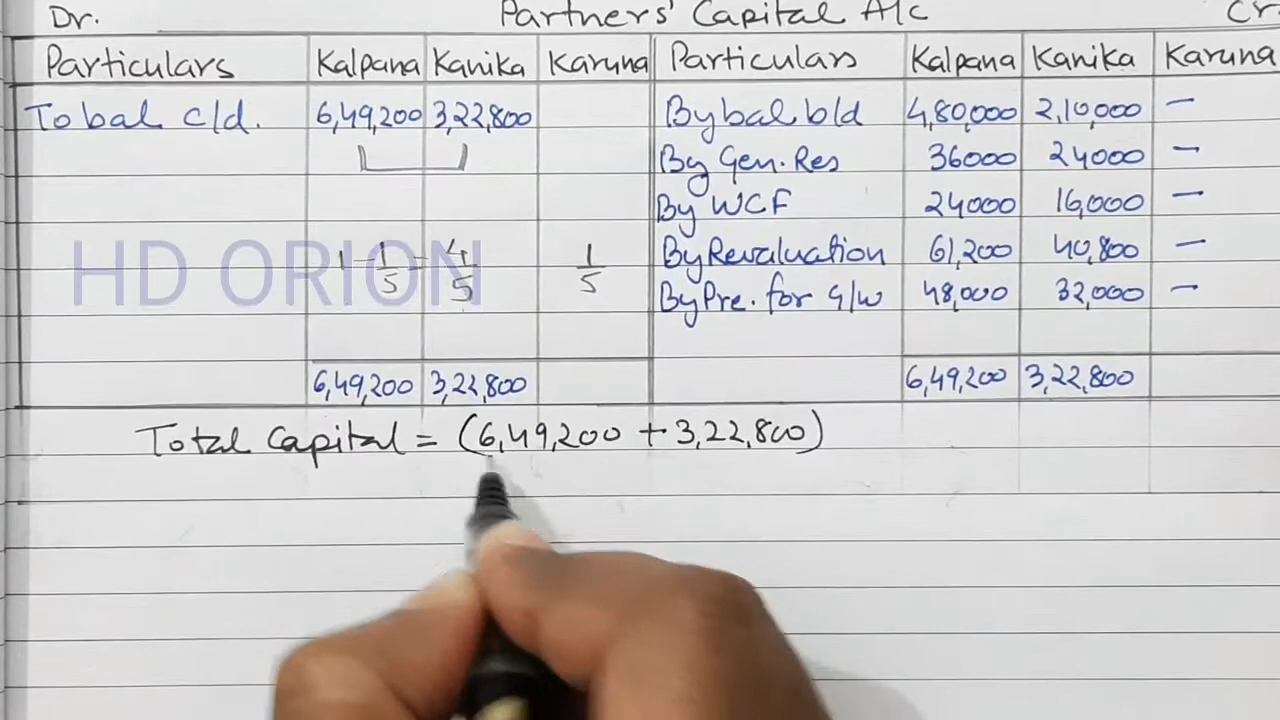 Dr. Partners' Capital A/c Cr.
Particulars Kalpana Kanika Karuna Particulars Kalpana Kanika Karuna
To bal c/d. 6,49,200 3,22,800 By bal b/d 4,80,000 2,10,000 -
By Gen. Res 36000 24000 -
By WCF 24000 16,000 -
HD ORION 1 - 1/5 = 4/5 1/5 By Revaluation 61,200 40,800 -
By Pre. for G/w 48,000 32,000 -
6,49,200 3,22,800 6,49,200 3,22,800
Total Capital = (6,49,200 + 3,22,800)